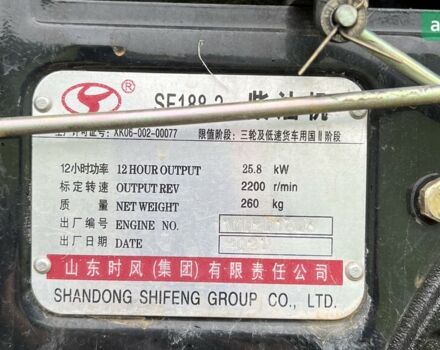 ®
柴油机
生产许可证号: XK06-002-00077 限值阶段: 三轮及低速货车用国Ⅱ阶段
12小时功率 12 HOUR OUTPUT 25.8 kW
标定转速 OUTPUT REV 2200 r/min
质量 NET WEIGHT 260 kg
出厂编号 ENGINE NO.
出厂日期 DATE
山东时风(集团)有限责任公司
SHANDONG SHIFENG GROUP CO., LTD.